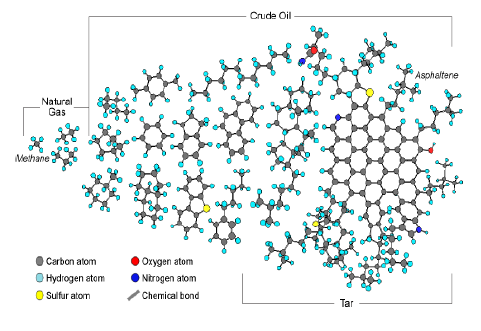 Crude Oil
Asphaltene
Natural
Gas
Methane
Carbon atom
Oxygen atom
Hydrogen atom
Nitrogen atom
Sulfur atom
Chemical bond
Tar